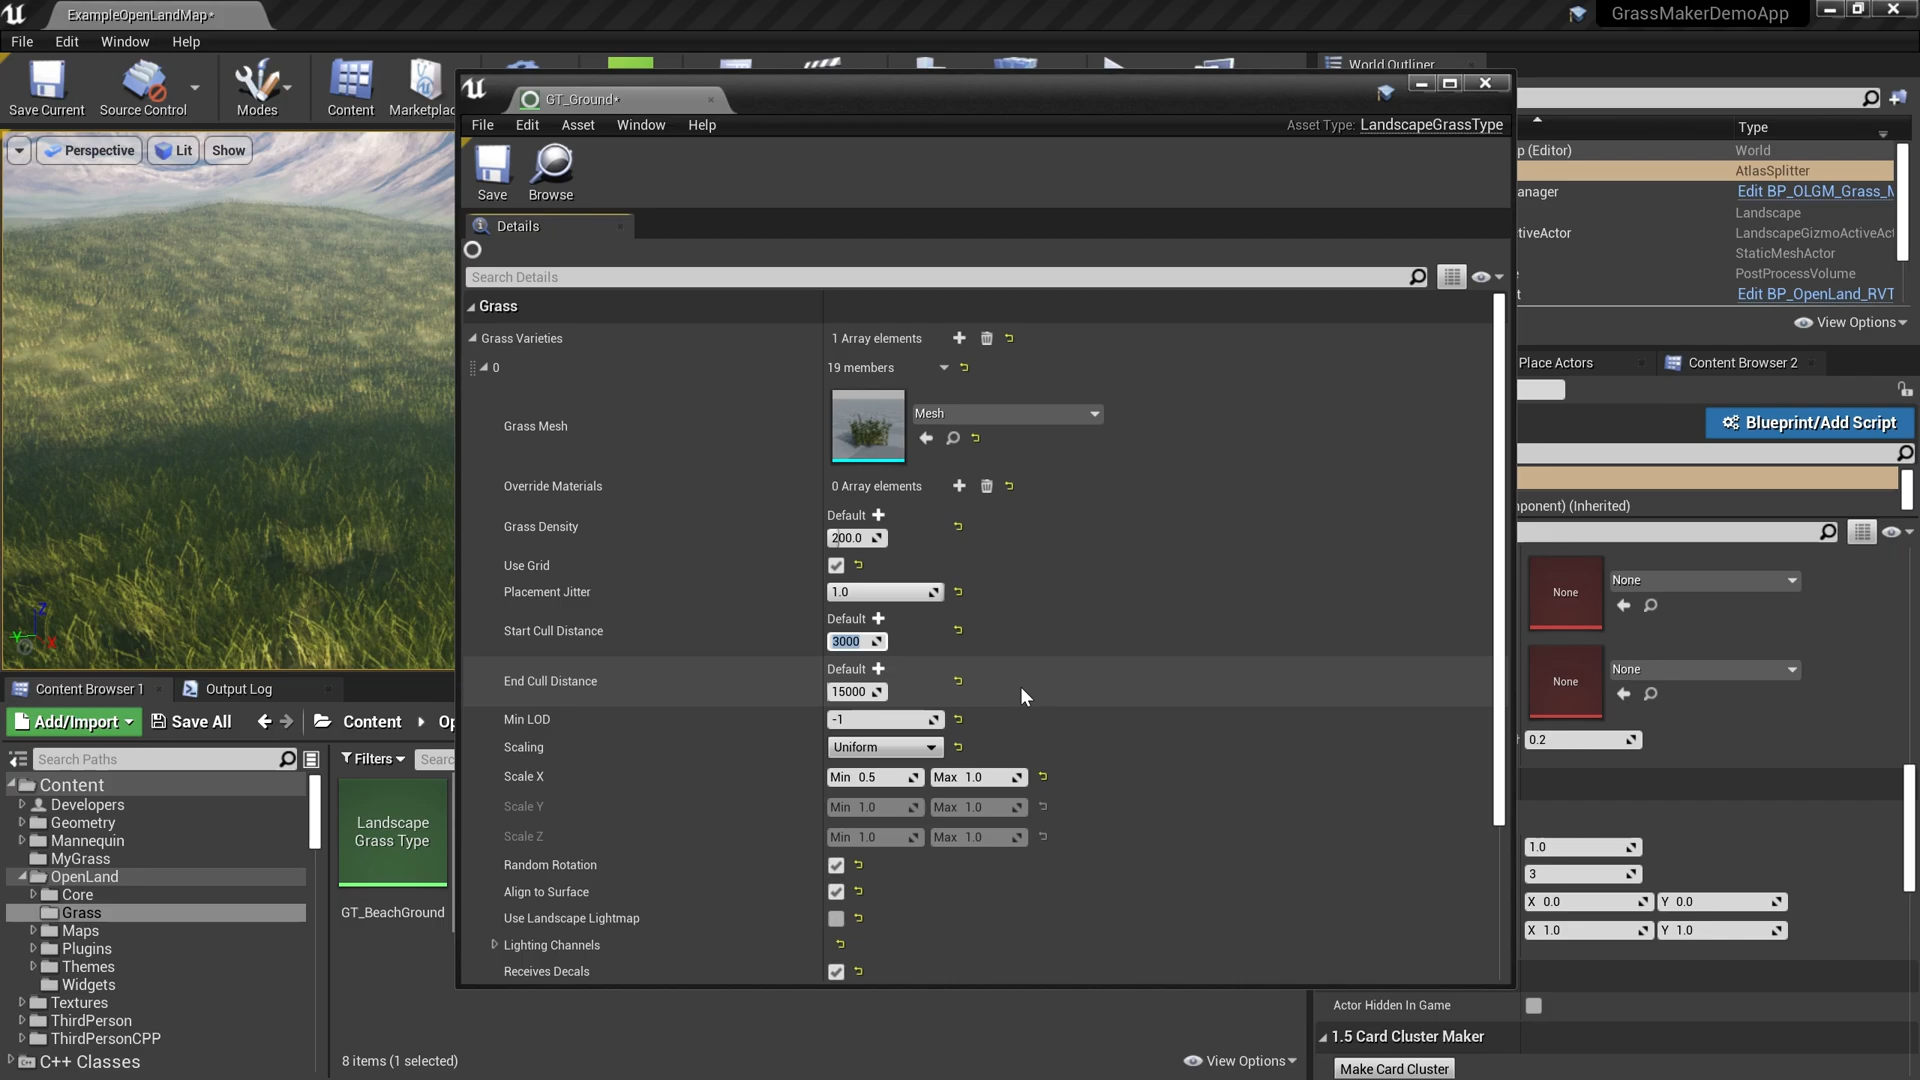 ExampleOpenLandMap*
GrassMakerDemoApp
File Edit Window Help
Save Current
Source Control
Modes
Content
Marketplac
World Outliner
GT_Ground*
File Edit Asset Window Help
Asset Type: LandscapeGrassType
Save
Browse
Details
Search Details
Grass
Grass Varieties 1 Array elements
0 19 members
Grass Mesh Mesh
Override Materials 0 Array elements
Grass Density Default
200.0
Use Grid
Placement Jitter 1.0
Start Cull Distance Default
3000
End Cull Distance Default
15000
Min LOD -1
Scaling Uniform
Scale X Min 0.5 Max 1.0
Scale Y Min 1.0 Max 1.0
Scale Z Min 1.0 Max 1.0
Random Rotation
Align to Surface
Use Landscape Lightmap
Lighting Channels
Receives Decals
Perspective Lit Show
Z
Y
X
Content Browser 1
Output Log
Add/Import Save All Content Op
Search Paths
Filters Searc
Content
Developers
Geometry
Mannequin
MyGrass
OpenLand
Core
Grass
Maps
Plugins
Themes
Widgets
Textures
ThirdPerson
ThirdPersonCPP
C++ Classes
Landscape
Grass Type
GT_BeachGround
8 items (1 selected)
View Options
Type
p (Editor) World
AtlasSplitter
anager Edit BP_OLGM_Grass_M
Landscape
tiveActor LandscapeGizmoActiveAct
StaticMeshActor
e PostProcessVolume
t Edit BP_OpenLand_RVT
View Options
Place Actors
Content Browser 2
Blueprint/Add Script
ponent) (Inherited)
None None
None None
0.2
1.0
3
X 0.0 Y 0.0
X 1.0 Y 1.0
Actor Hidden In Game
1.5 Card Cluster Maker
Make Card Cluster